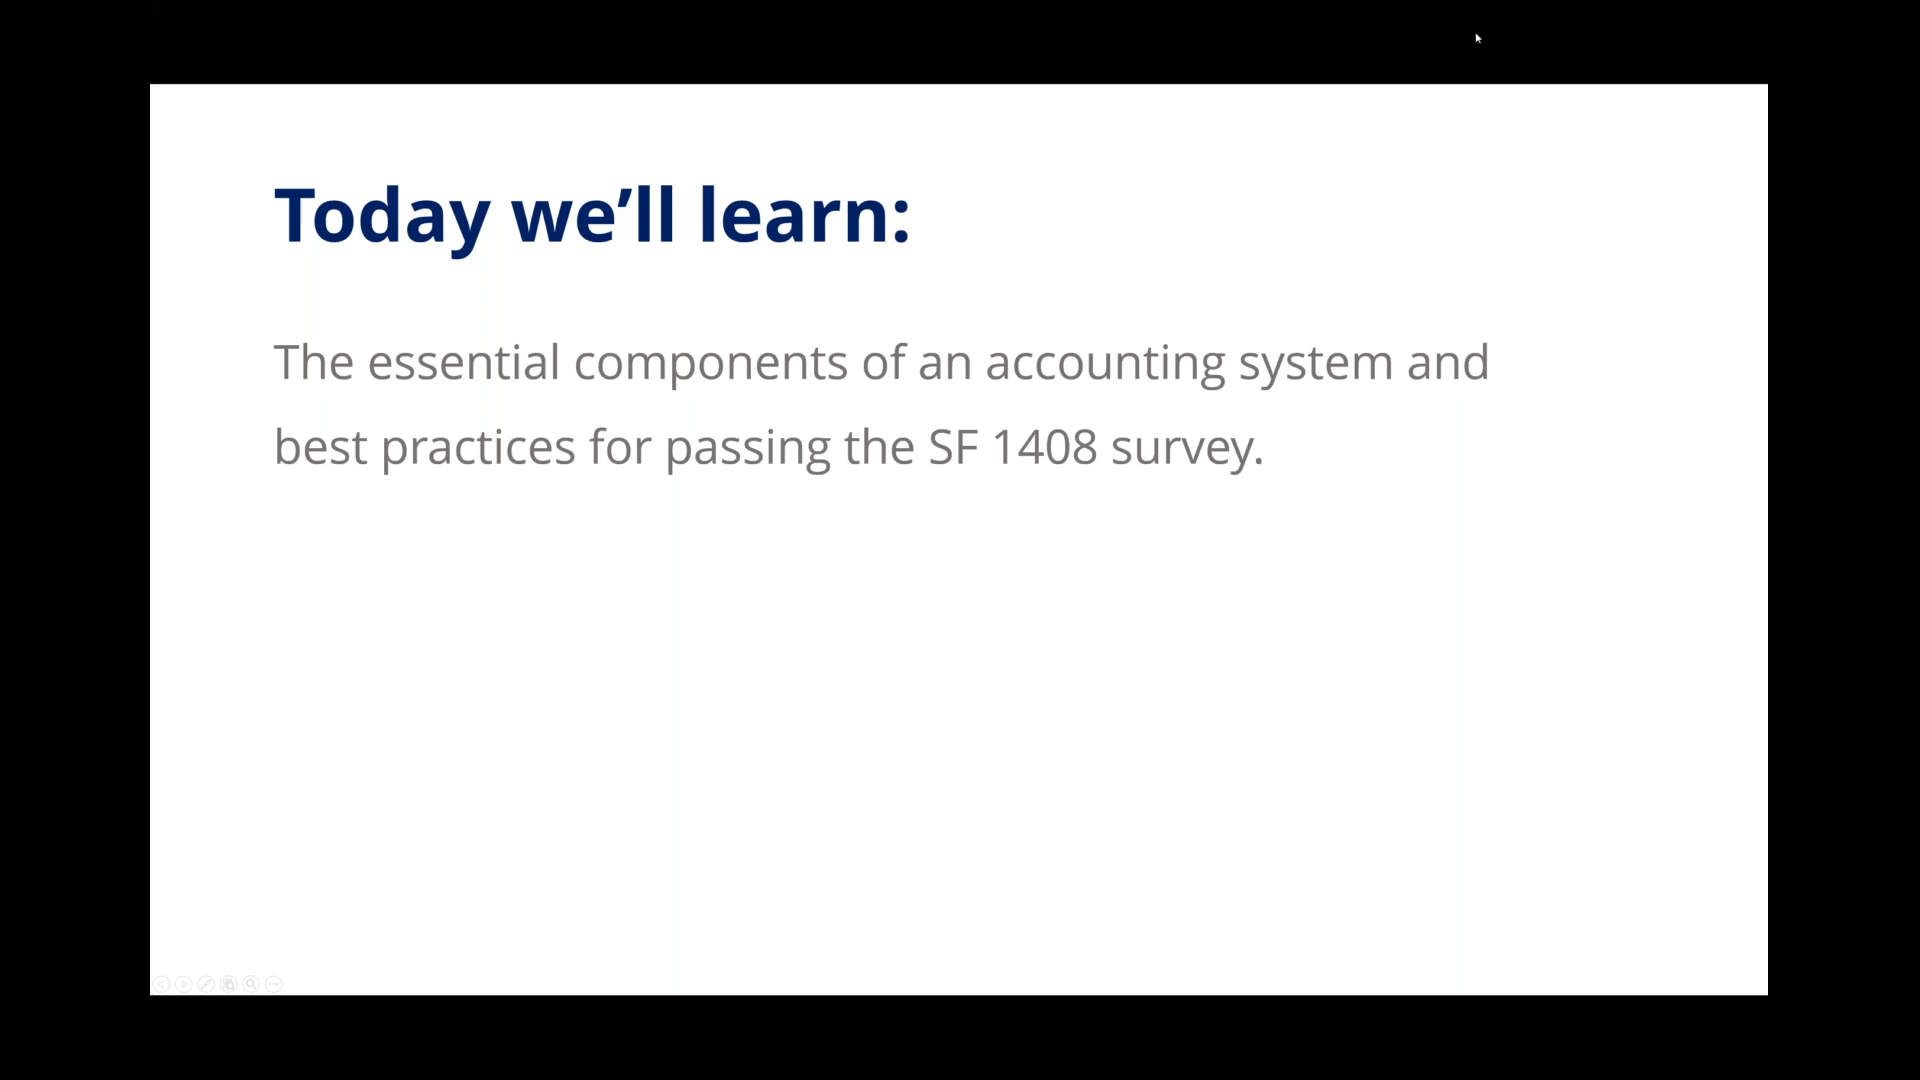 Today we’ll learn:
The essential components of an accounting system and
best practices for passing the SF 1408 survey.